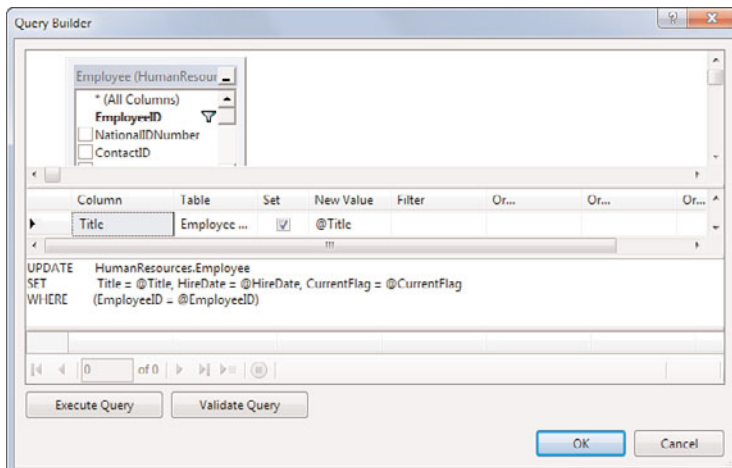 Query Builder
Employee (HumanResour
* (All Columns)
EmployeeID
NationalIDNumber
ContactID
Column Table Set New Value Filter Or... Or... Or...
Title Employee ... @Title
UPDATE HumanResources.Employee
SET Title = @Title, HireDate = @HireDate, CurrentFlag = @CurrentFlag
WHERE (EmployeeID = @EmployeeID)
0 of 0
Execute Query Validate Query
OK Cancel